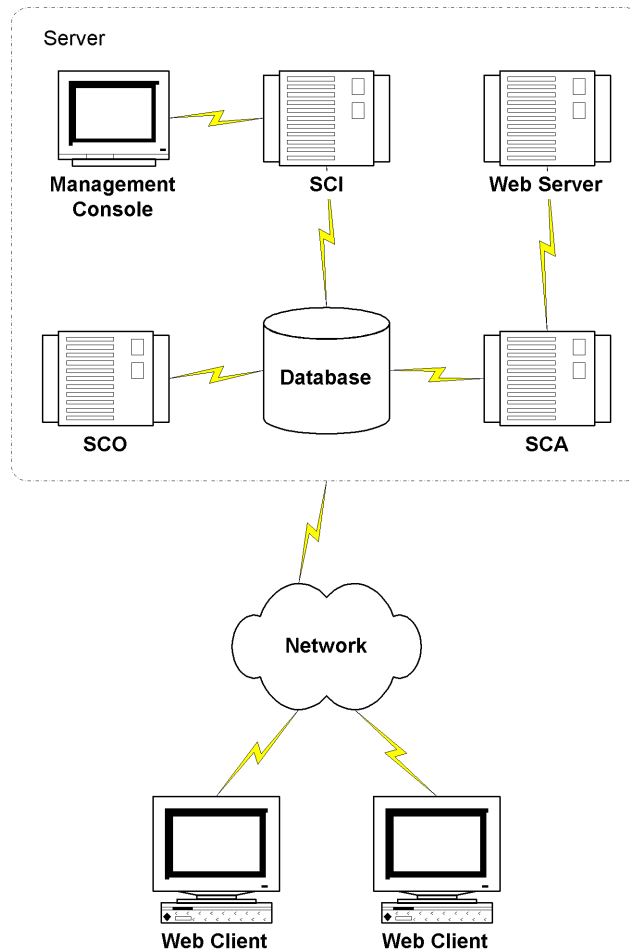 Server
Management
Console
SCI
Web Server
SCO
Database
SCA
Network
Web Client
Web Client